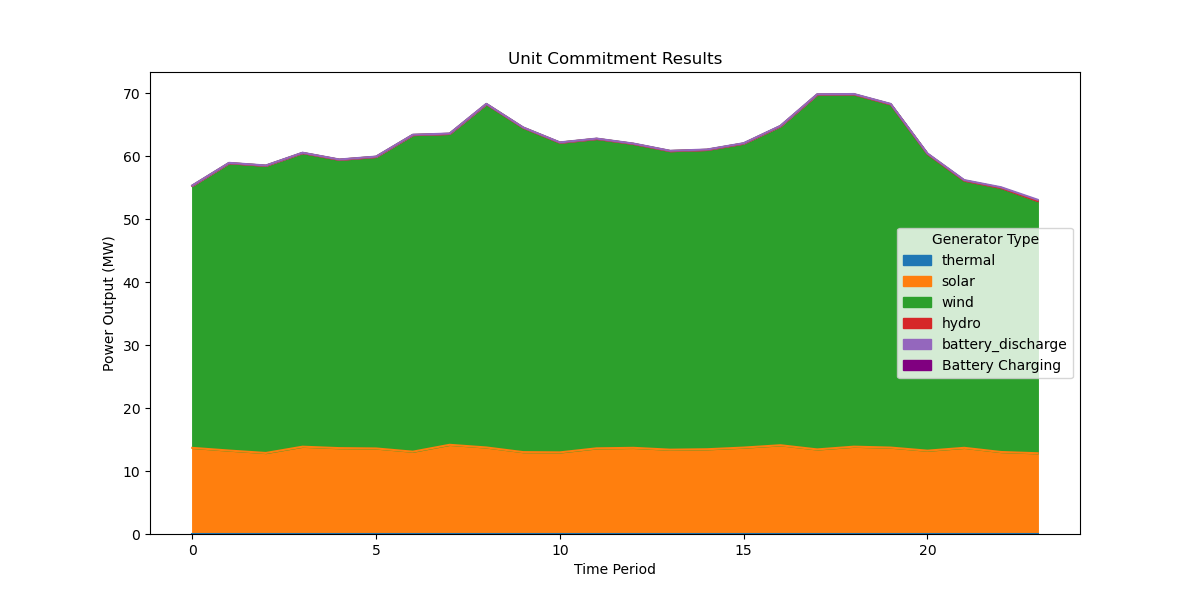 Unit Commitment Results
Power Output (MW)
70
60
50
40
30
20
10
0
0 5 10 15 20
Time Period
Generator Type
thermal
solar
wind
hydro
battery_discharge
Battery Charging